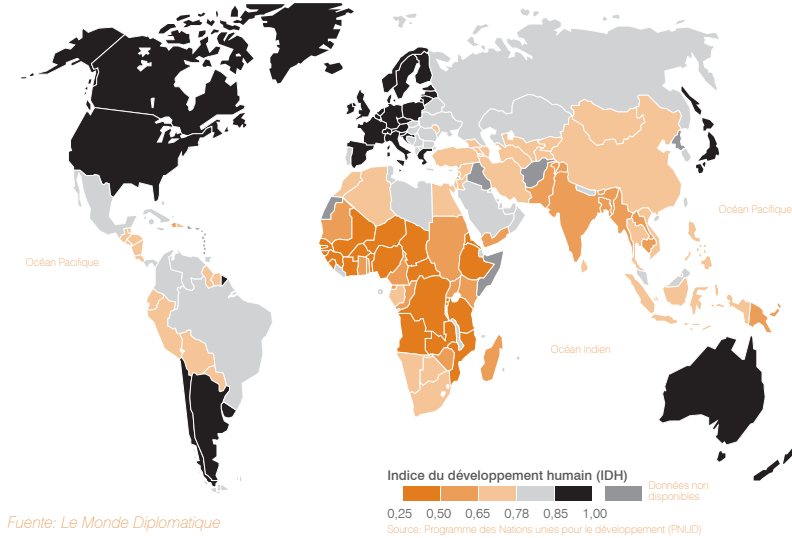 Océan Pacifique
Océan Pacifique
Océan Indien
Indice du développement humain (IDH)
Données non
disponibles
0,25 0,50 0,65 0,78 0,85 1,00
Source: Programme des Nations unies pour le développement (PNUD)
Fuente: Le Monde Diplomatique